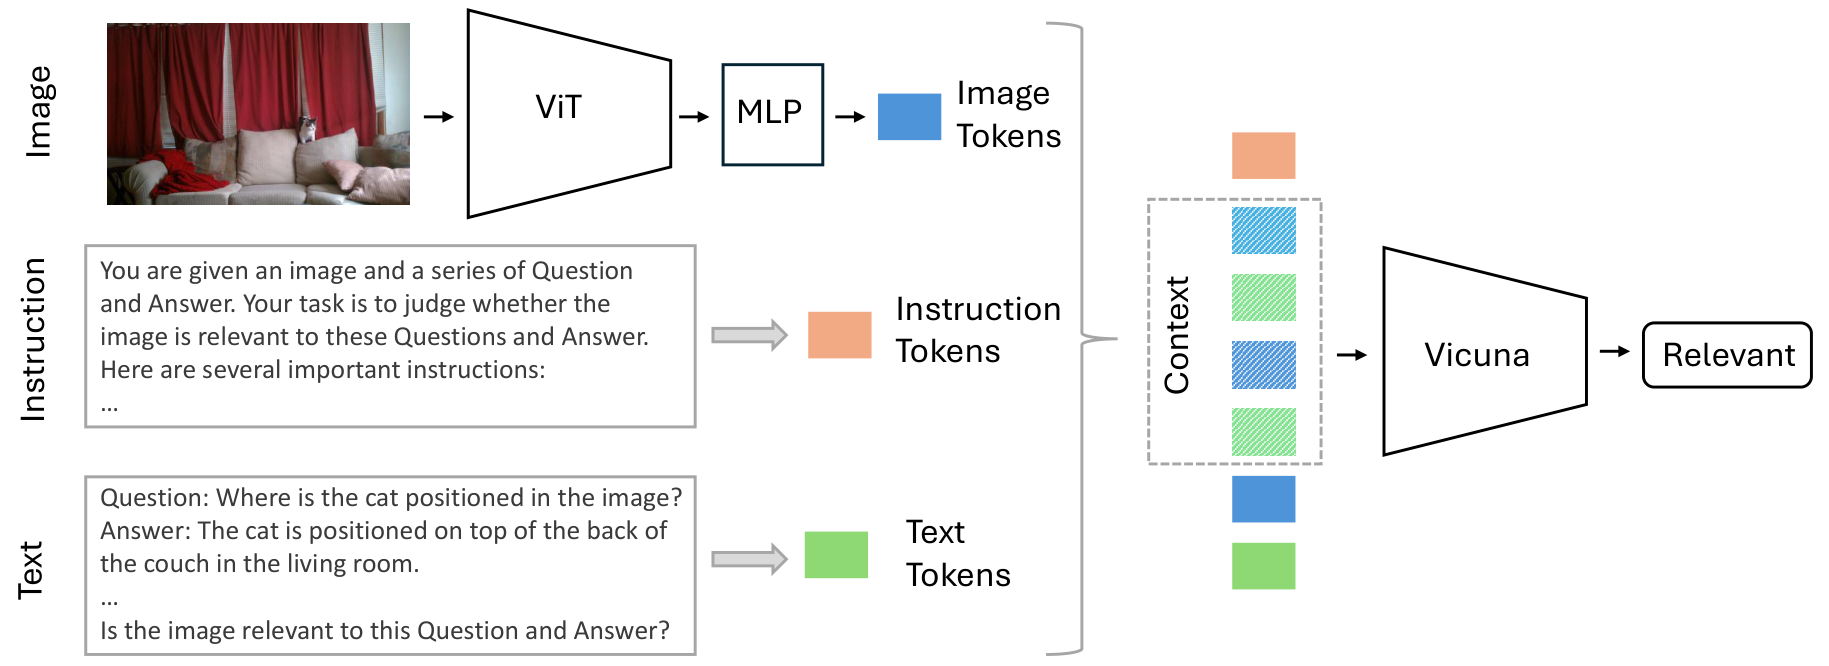 Image
ViT
MLP
Image
Tokens
Instruction
You are given an image and a series of Question
and Answer. Your task is to judge whether the
image is relevant to these Questions and Answer.
Here are several important instructions:
...
Instruction
Tokens
Text
Question: Where is the cat positioned in the image?
Answer: The cat is positioned on top of the back of
the couch in the living room.
...
Is the image relevant to this Question and Answer?
Text
Tokens
Context
Vicuna
Relevant